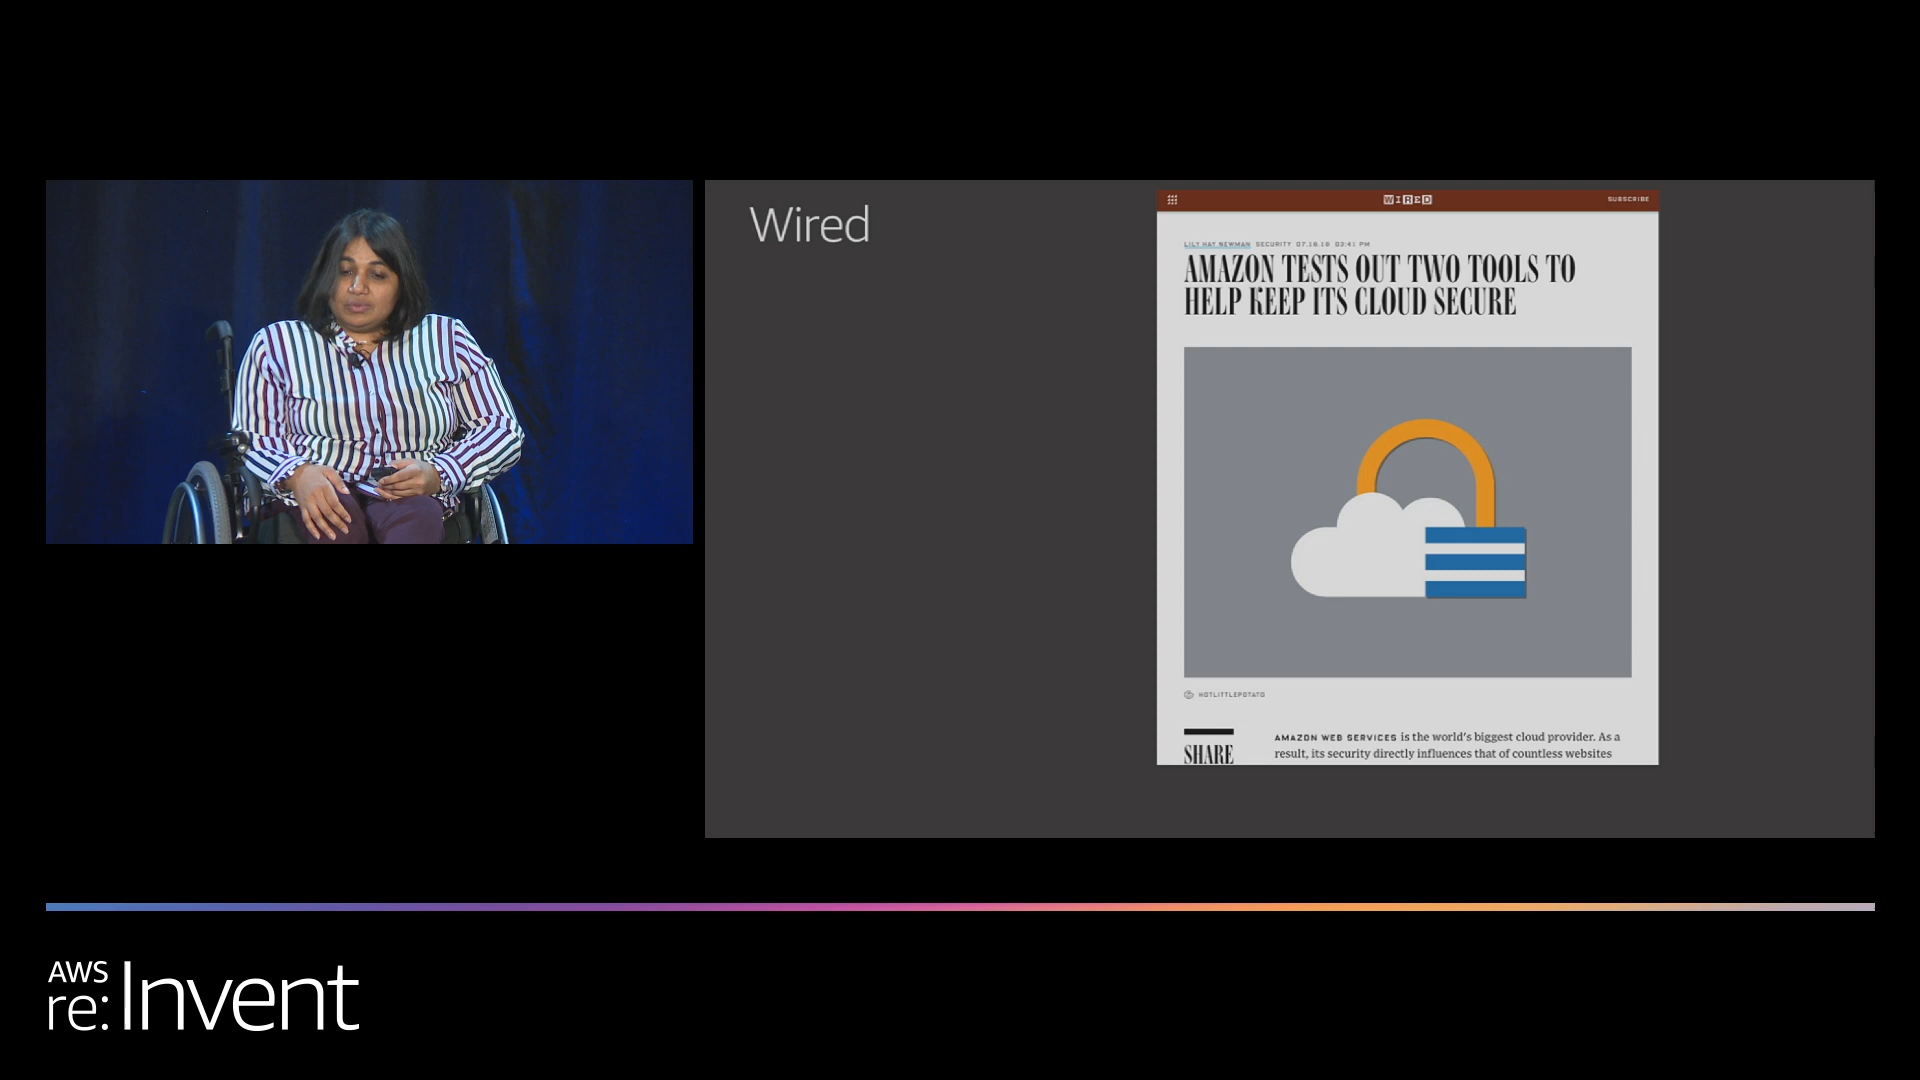 Wired
WIRED
SUBSCRIBE
LILY HAY NEWMAN SECURITY 07.18.18 03:41 PM
AMAZON TESTS OUT TWO TOOLS TO
HELP KEEP ITS CLOUD SECURE
HOTLITTLEPOTATO
SHARE
AMAZON WEB SERVICES is the world's biggest cloud provider. As a
result, its security directly influences that of countless websites
AWS
re:Invent